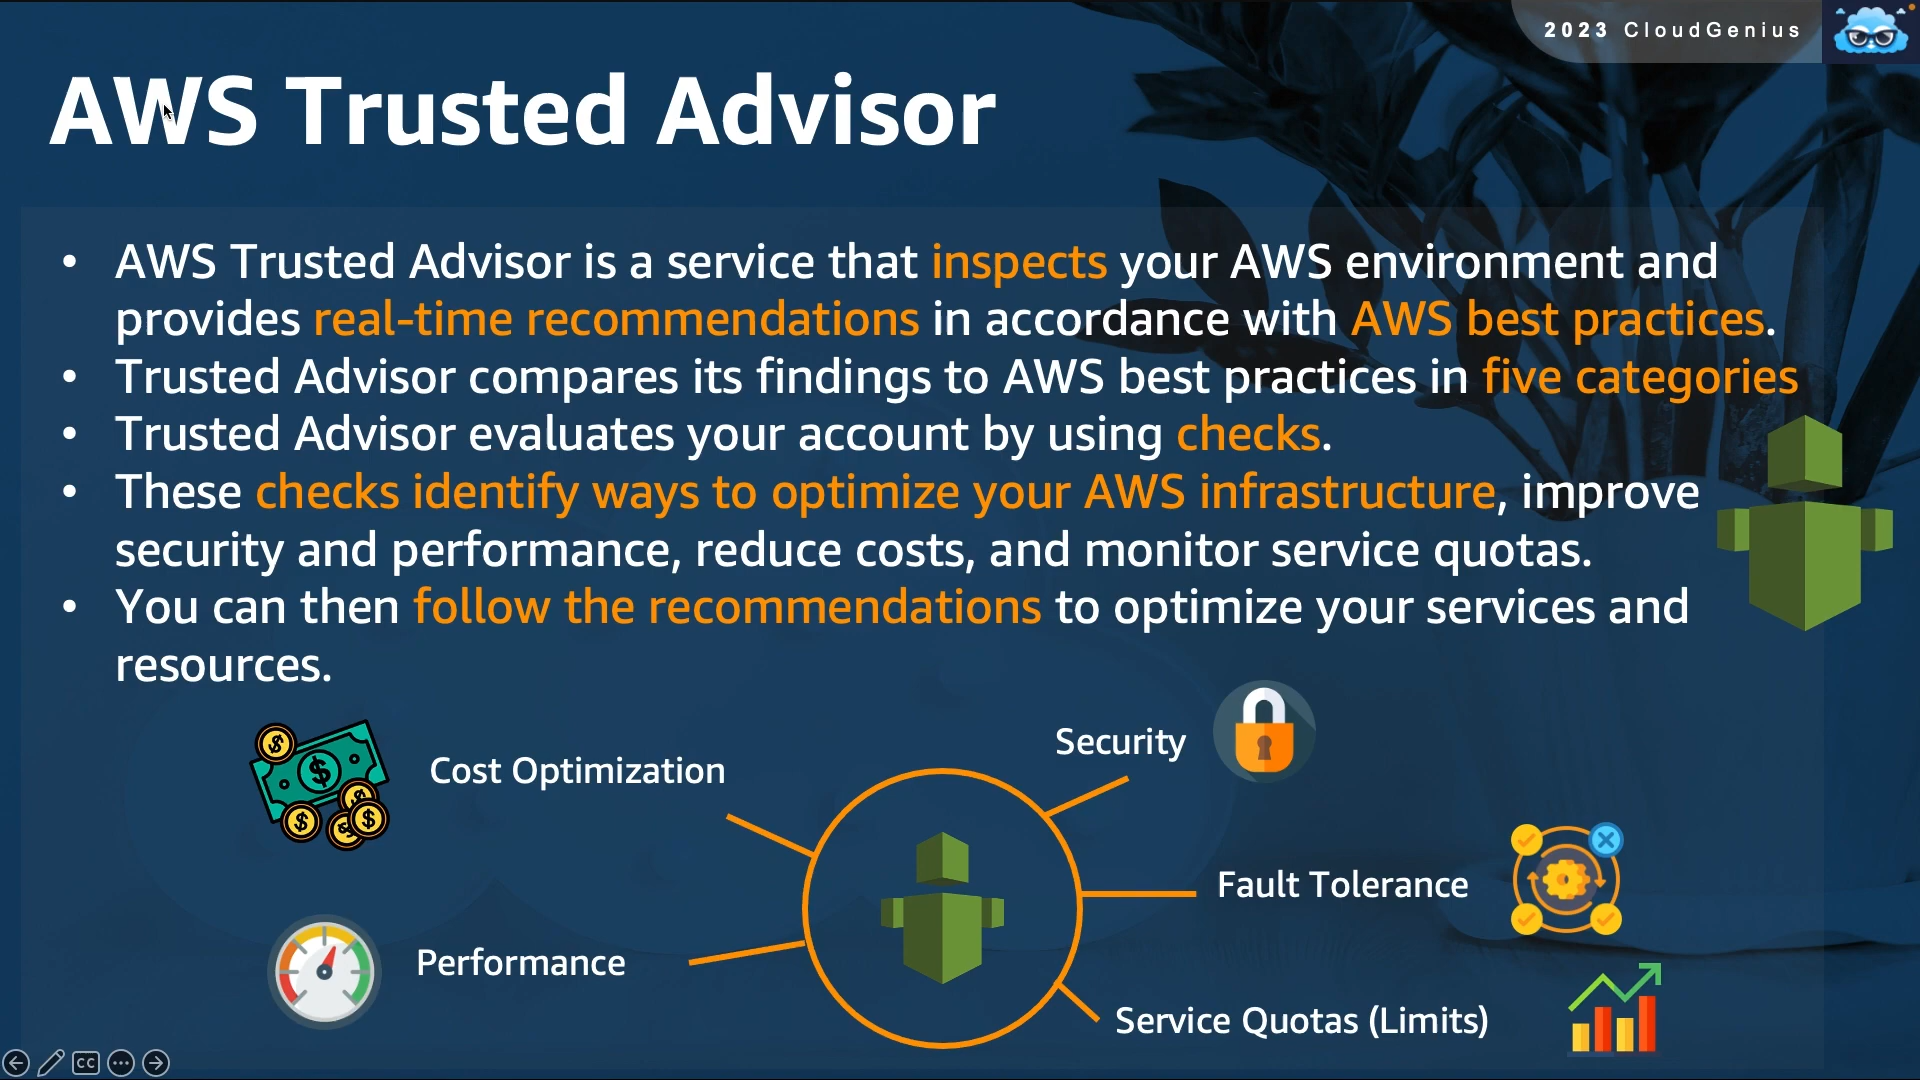 2023 CloudGenius
AWS Trusted Advisor
• AWS Trusted Advisor is a service that inspects your AWS environment and
provides real-time recommendations in accordance with AWS best practices.
• Trusted Advisor compares its findings to AWS best practices in five categories
• Trusted Advisor evaluates your account by using checks.
• These checks identify ways to optimize your AWS infrastructure, improve
security and performance, reduce costs, and monitor service quotas.
• You can then follow the recommendations to optimize your services and
resources.
Security
Cost Optimization
Fault Tolerance
Performance
Service Quotas (Limits)
CC